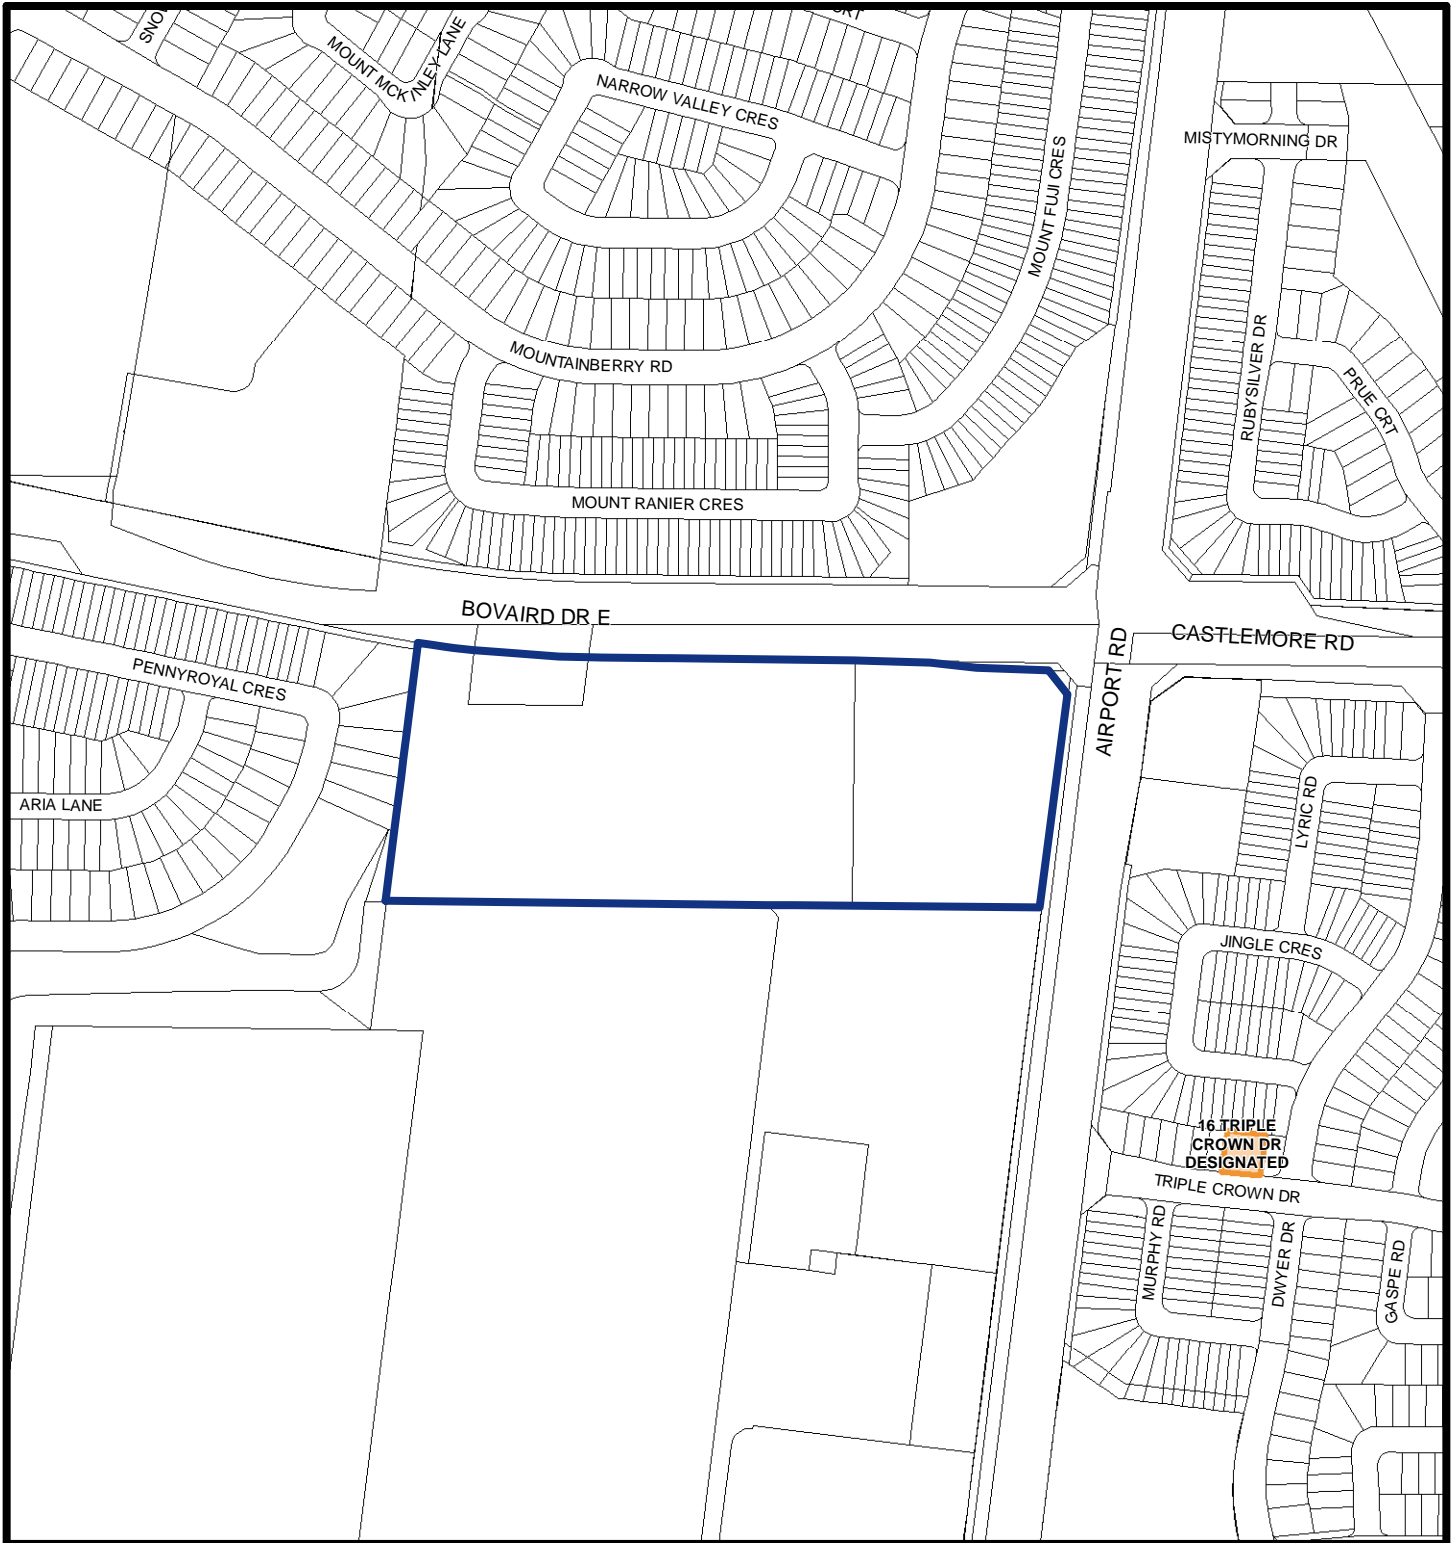 MOUNT MCKINLEY LANE
NARROW VALLEY CRES
MISTYMORNING DR
MOUNT FUJI CRES
MOUNTAINBERRY RD
RUBYSILVER DR
PRUE CRT
MOUNT RANIER CRES
BOVAIRD DR E
CASTLEMORE RD
PENNYROYAL CRES
AIRPORT RD
ARIA LANE
LYRIC RD
JINGLE CRES
16 TRIPLE
CROWN DR
DESIGNATED
TRIPLE CROWN DR
MURPHY RD
DWYER DR
GASPE RD